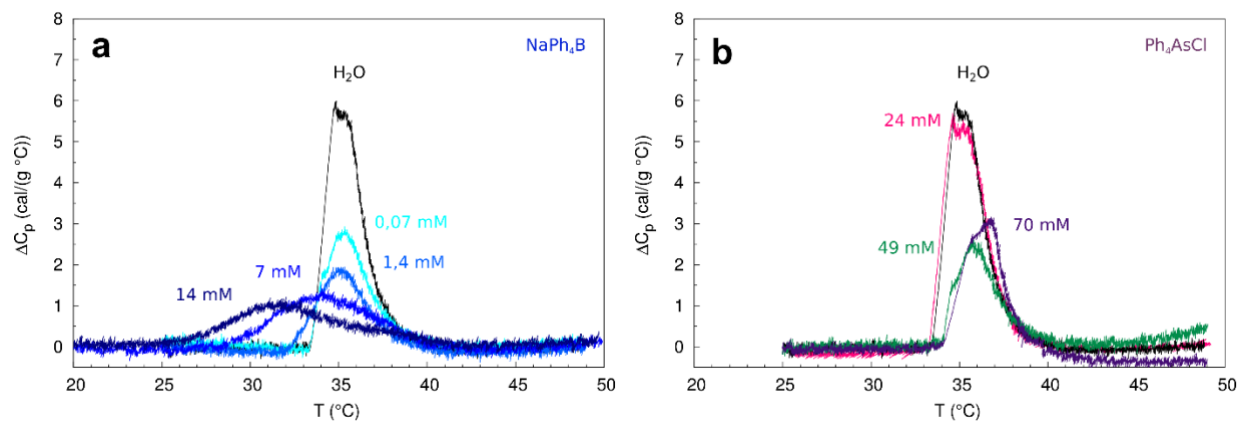 a
NaPh₄B
H₂O
0,07 mM
1,4 mM
7 mM
14 mM
ΔCp (cal/(g °C))
8
7
6
5
4
3
2
1
0
20 25 30 35 40 45 50
T (°C)
b
Ph₄AsCl
H₂O
24 mM
70 mM
49 mM
ΔCp (cal/(g °C))
8
7
6
5
4
3
2
1
0
20 25 30 35 40 45 50
T (°C)